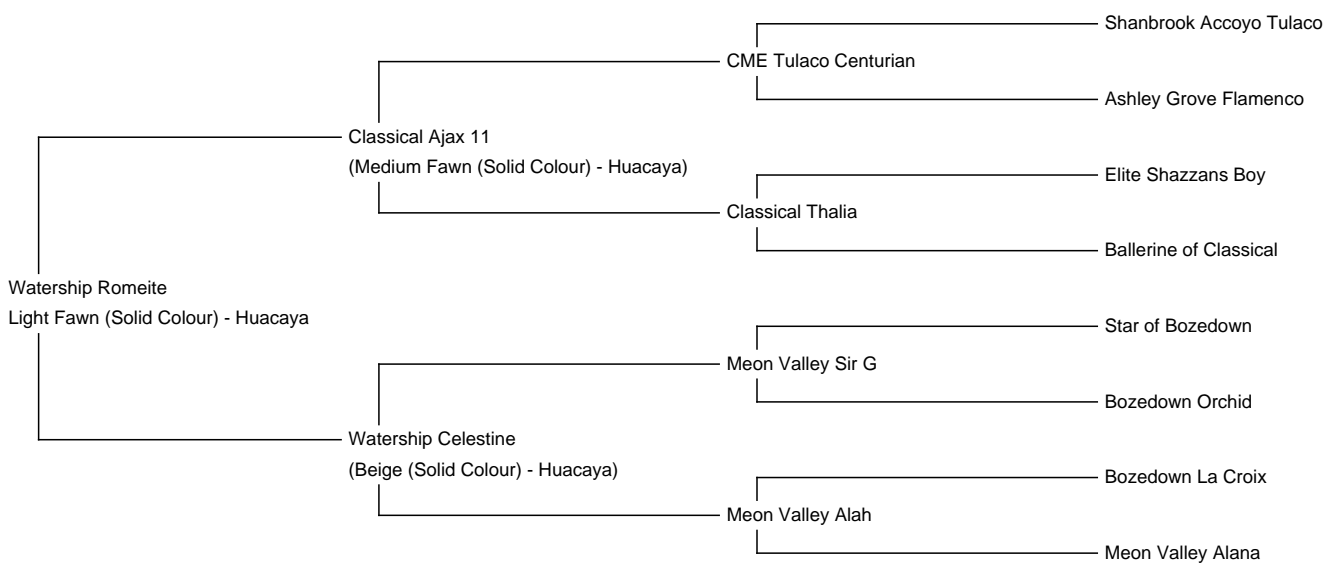 Shanbrook Accoyo Tulaco
CME Tulaco Centurian
Ashley Grove Flamenco
Classical Ajax 11
(Medium Fawn (Solid Colour) - Huacaya)
Elite Shazzans Boy
Classical Thalia
Ballerine of Classical
Watership Romeite
Light Fawn (Solid Colour) - Huacaya
Star of Bozedown
Meon Valley Sir G
Bozedown Orchid
Watership Celestine
(Beige (Solid Colour) - Huacaya)
Bozedown La Croix
Meon Valley Alah
Meon Valley Alana